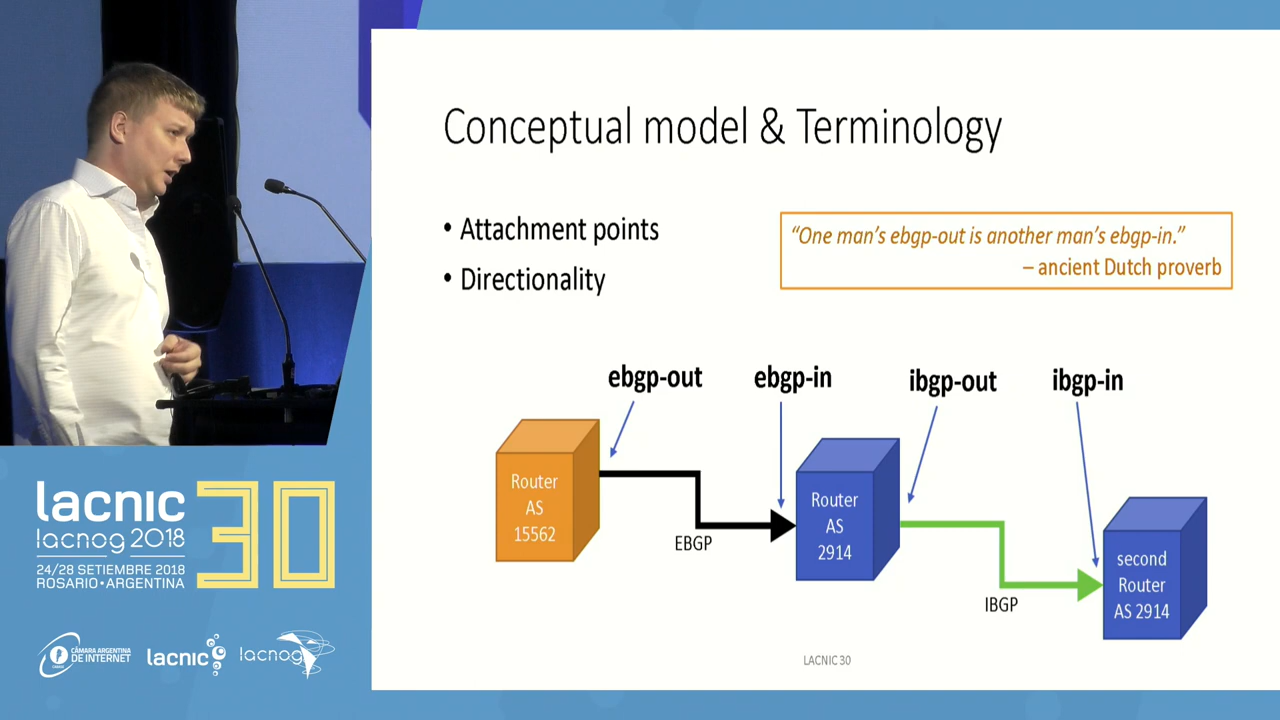 Conceptual model & Terminology
• Attachment points
• Directionality
“One man’s ebgp-out is another man’s ebgp-in.”
– ancient Dutch proverb
ebgp-out
ebgp-in
ibgp-out
ibgp-in
Router
AS
15562
EBGP
Router
AS
2914
IBGP
second
Router
AS 2914
LACNIC 30
lacnic
lacnog 2018
30
24/28 SETIEMBRE 2018
ROSARIO•ARGENTINA
CÁMARA ARGENTINA
DE INTERNET
lacnic
lacnog